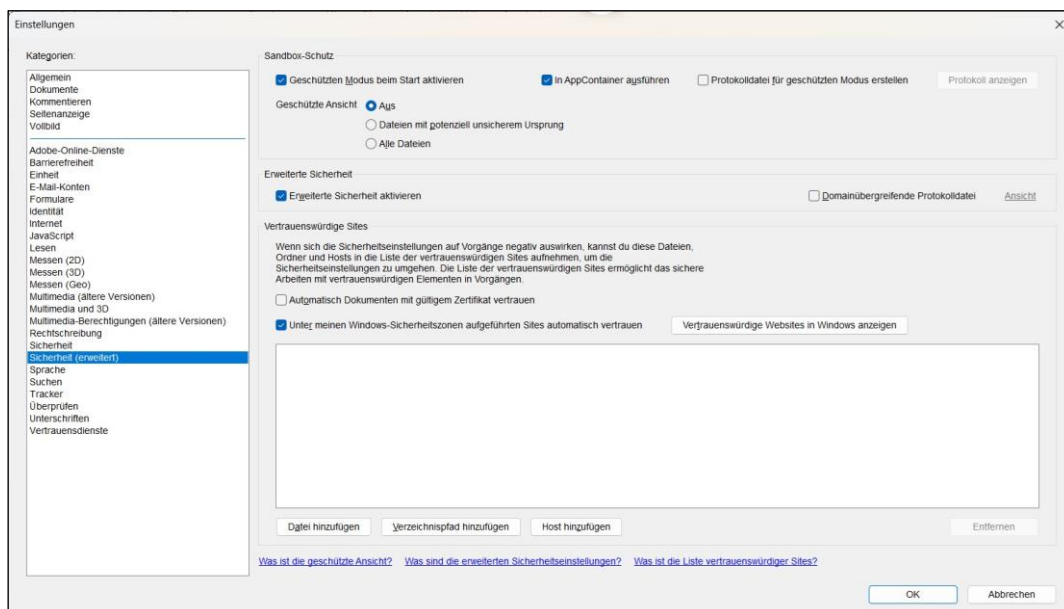 Einstellungen
Kategorien:
Allgemein
Dokumente
Kommentieren
Seitenanzeige
Vollbild
Adobe-Online-Dienste
Barrierefreiheit
Einheit
E-Mail-Konten
Formulare
Identität
Internet
JavaScript
Lesen
Messen (2D)
Messen (3D)
Messen (Geo)
Multimedia (ältere Versionen)
Multimedia und 3D
Multimedia-Berechtigungen (ältere Versionen)
Rechtschreibung
Sicherheit
Sicherheit (erweitert)
Sprache
Suchen
Tracker
Überprüfen
Unterschriften
Vertrauensdienste
Sandbox-Schutz
Geschützten Modus beim Start aktivieren In AppContainer ausführen Protokolldatei für geschützten Modus erstellen Protokoll anzeigen
Geschützte Ansicht Aus
Dateien mit potenziell unsicherem Ursprung
Alle Dateien
Erweiterte Sicherheit
Erweiterte Sicherheit aktivieren Domainübergreifende Protokolldatei Ansicht
Vertrauenswürdige Sites
Wenn sich die Sicherheitseinstellungen auf Vorgänge negativ auswirken, kannst du diese Dateien,
Ordner und Hosts in die Liste der vertrauenswürdigen Sites aufnehmen, um die
Sicherheitseinstellungen zu umgehen. Die Liste der vertrauenswürdigen Sites ermöglicht das sichere
Arbeiten mit vertrauenswürdigen Elementen in Vorgängen.
Automatisch Dokumenten mit gültigem Zertifikat vertrauen
Unter meinen Windows-Sicherheitszonen aufgeführten Sites automatisch vertrauen Vertrauenswürdige Websites in Windows anzeigen
Datei hinzufügen Verzeichnispfad hinzufügen Host hinzufügen Entfernen
Was ist die geschützte Ansicht? Was sind die erweiterten Sicherheitseinstellungen? Was ist die Liste vertrauenswürdiger Sites?
OK Abbrechen